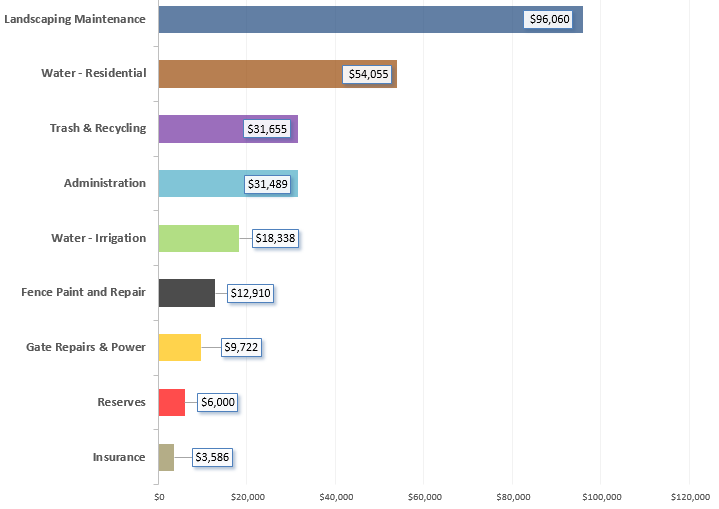 Landscaping Maintenance $96,060
Water - Residential $54,055
Trash & Recycling $31,655
Administration $31,489
Water - Irrigation $18,338
Fence Paint and Repair $12,910
Gate Repairs & Power $9,722
Reserves $6,000
Insurance $3,586
$0 $20,000 $40,000 $60,000 $80,000 $100,000 $120,000